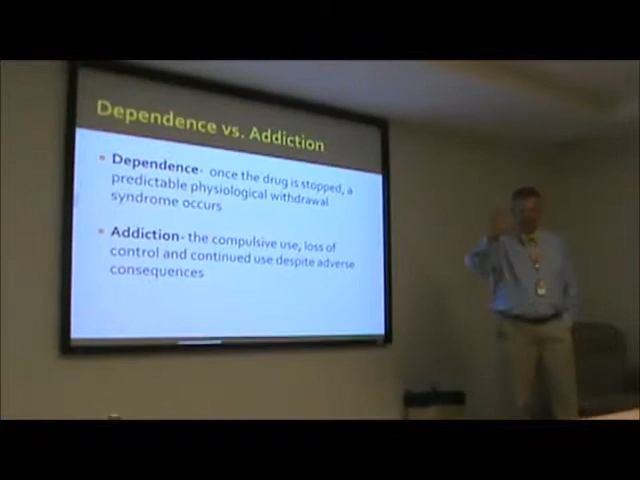 Dependence vs. Addiction
Dependence- once the drug is stopped, a
predictable physiological withdrawal
syndrome occurs
Addiction- the compulsive use, loss of
control and continued use despite adverse
consequences